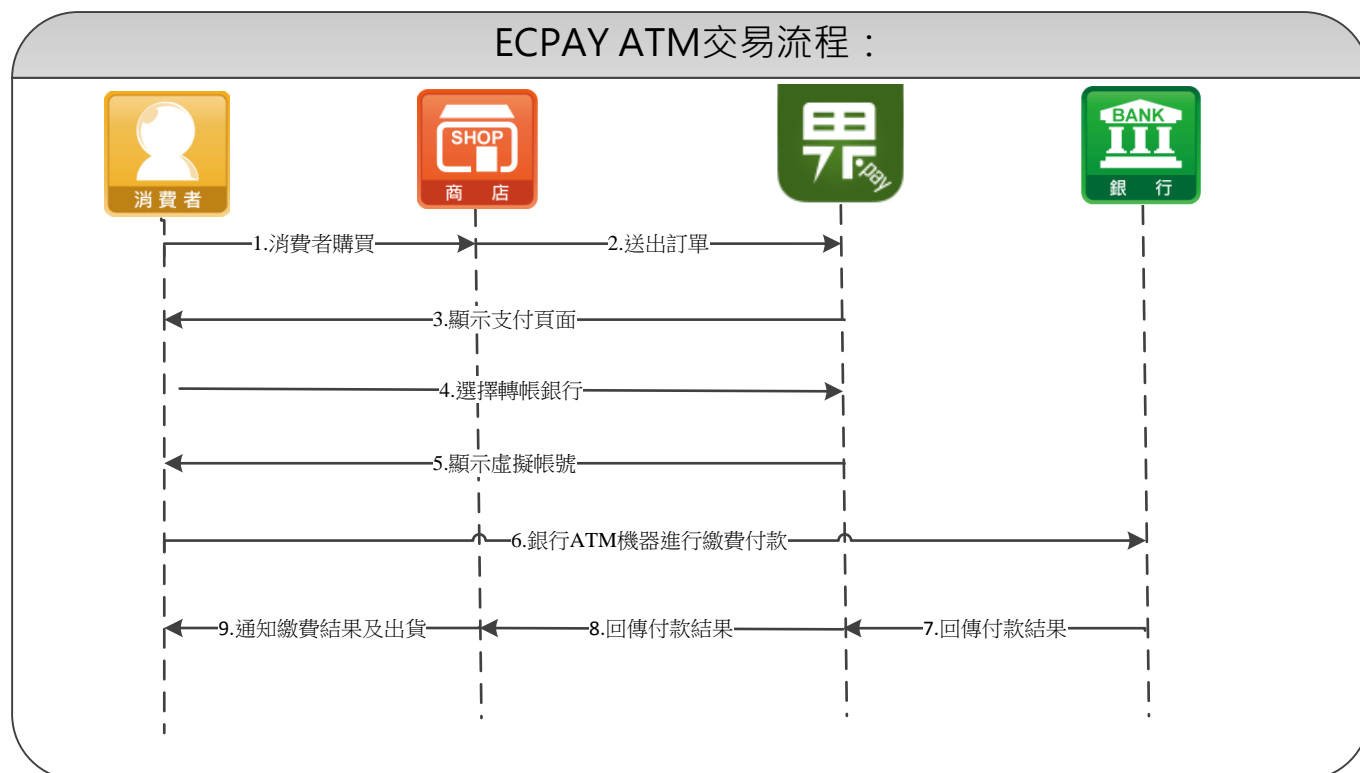 ECPAY ATM交易流程：
消費者
SHOP
商店
.pay
BANK
銀行
1.消費者購買
2.送出訂單
3.顯示支付頁面
4.選擇轉帳銀行
5.顯示虛擬帳號
6.銀行ATM機器進行繳費付款
9.通知繳費結果及出貨
8.回傳付款結果
7.回傳付款結果